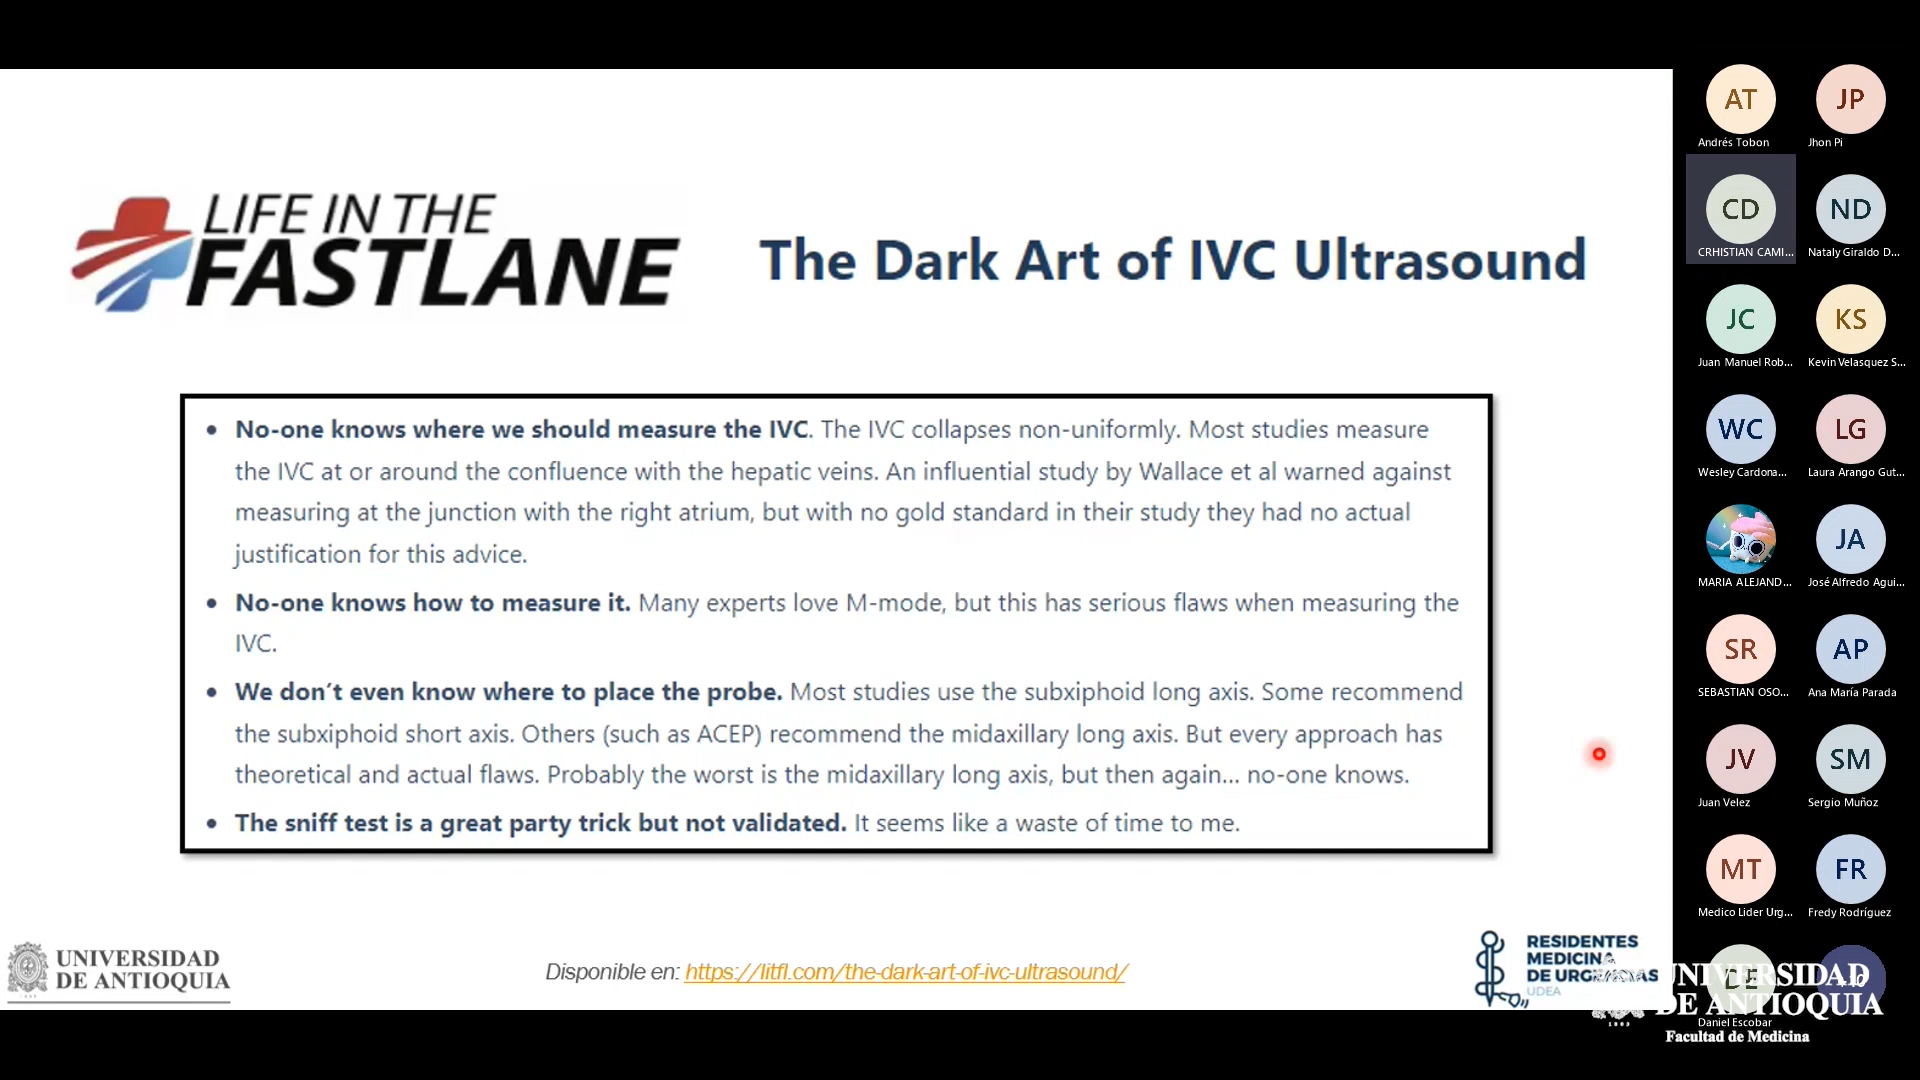 LIFE IN THE
FASTLANE
The Dark Art of IVC Ultrasound
• No-one knows where we should measure the IVC. The IVC collapses non-uniformly. Most studies measure
the IVC at or around the confluence with the hepatic veins. An influential study by Wallace et al warned against
measuring at the junction with the right atrium, but with no gold standard in their study they had no actual
justification for this advice.
• No-one knows how to measure it. Many experts love M-mode, but this has serious flaws when measuring the
IVC.
• We don’t even know where to place the probe. Most studies use the subxiphoid long axis. Some recommend
the subxiphoid short axis. Others (such as ACEP) recommend the midaxillary long axis. But every approach has
theoretical and actual flaws. Probably the worst is the midaxillary long axis, but then again... no-one knows.
• The sniff test is a great party trick but not validated. It seems like a waste of time to me.
UNIVERSIDAD
DE ANTIOQUIA
Disponible en: https://litfl.com/the-dark-art-of-ivc-ultrasound/
RESIDENTES
MEDICINA
DE URGENCIAS
UDEA
AT
Andrés Tobon
JP
Jhon Pi
CD
CRHISTIAN CAMI...
ND
Nataly Giraldo D...
JC
Juan Manuel Rob...
KS
Kevin Velasquez S...
WC
Wesley Cardona...
LG
Laura Arango Gut...
MARIA ALEJAND...
JA
José Alfredo Agui...
SR
SEBASTIAN OSO...
AP
Ana María Parada
JV
Juan Velez
SM
Sergio Muñoz
MT
Medico Lider Urg...
FR
Fredy Rodríguez
DE
Daniel Escobar
UNIVERSIDAD
DE ANTIOQUIA
1803
Facultad de Medicina